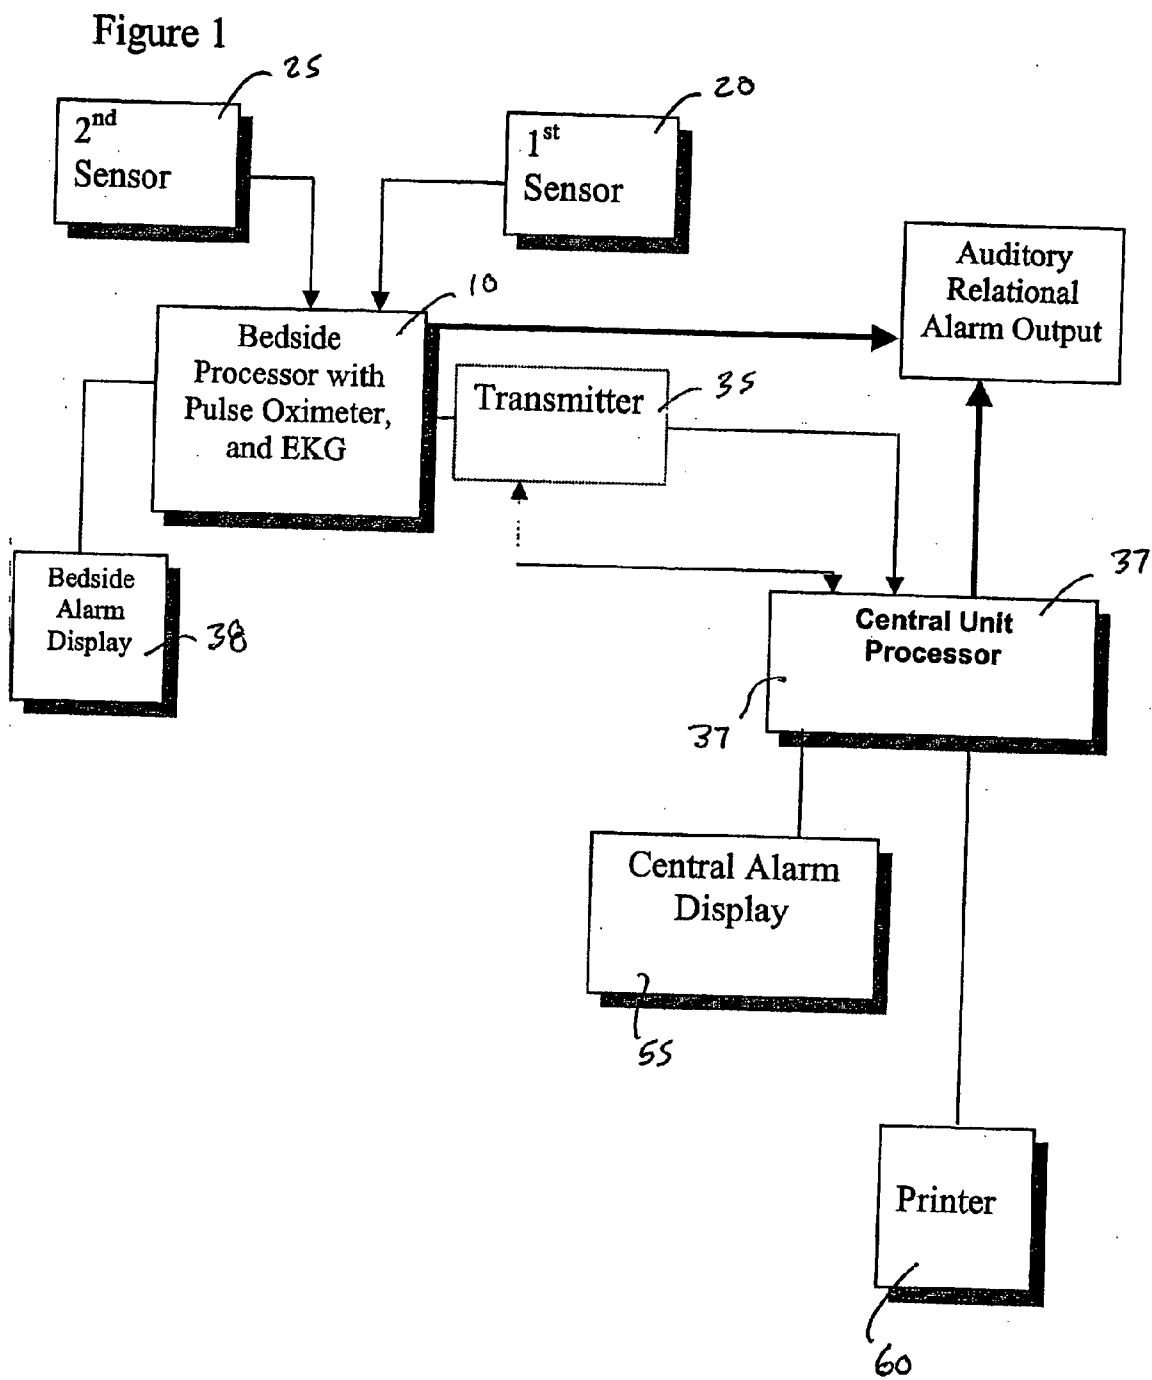 Figure 1
25
20
2nd
Sensor
1st
Sensor
10
Auditory
Relational
Alarm Output
Bedside
Processor with
Pulse Oximeter,
and EKG
Transmitter
35
Bedside
Alarm
Display
38
37
Central Unit
Processor
37
Central Alarm
Display
55
Printer
60